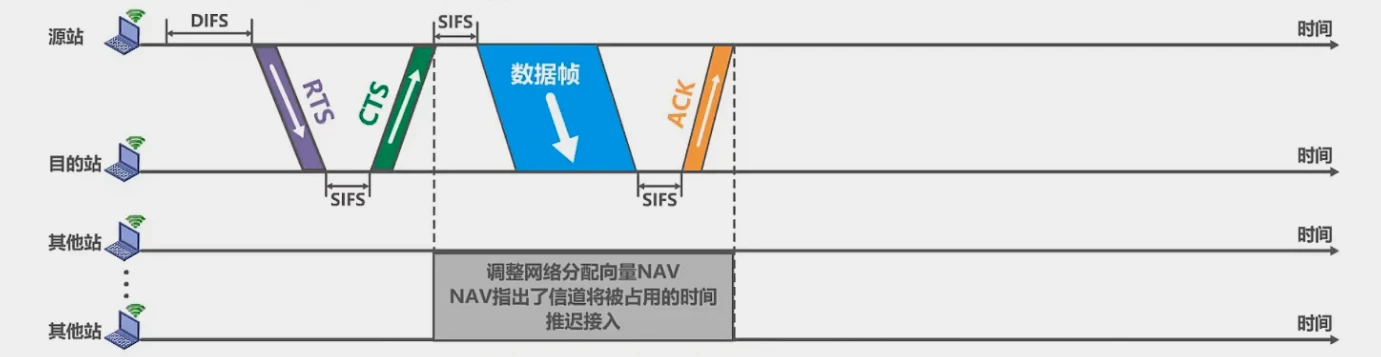 DIFS
SIFS
源站
时间
RTS
CTS
数据帧
ACK
目的站
时间
SIFS
SIFS
其他站
时间
调整网络分配向量NAV
NAV指出了信道将被占用的时间
推迟接入
其他站
时间